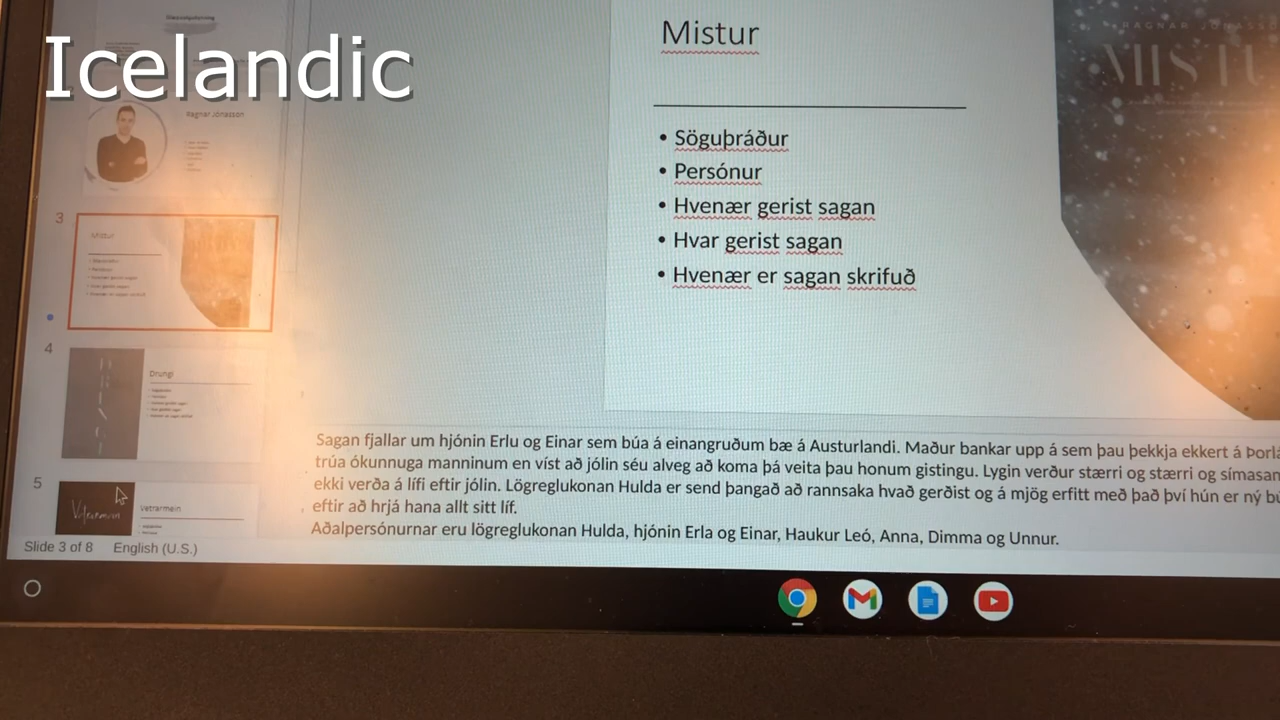 Icelandic
Ragnar Jónasson
Mistur
• Söguþráður
• Persónur
• Hvenær gerist sagan
• Hvar gerist sagan
• Hvenær er sagan skrifuð
RAGNAR JÓNASSO
MISTU
3
Mistur
4
Drungi
5
Vetrarmein
Vetrarmein
Sagan fjallar um hjónin Erlu og Einar sem búa á einangruðum bæ á Austurlandi. Maður bankar upp á sem þau þekkja ekkert á Þorlá
trúa ókunnuga manninum en víst að jólin séu alveg að koma þá veita þau honum gistingu. Lygin verður stærri og stærri og símasan
ekki verða á lífi eftir jólin. Lögreglukonan Hulda er send þangað að rannsaka hvað gerðist og á mjög erfitt með það því hún er ný bú
eftir að hrjá hana allt sitt líf.
Aðalpersónurnar eru lögreglukonan Hulda, hjónin Erla og Einar, Haukur Leó, Anna, Dimma og Unnur.
Slide 3 of 8 English (U.S.)